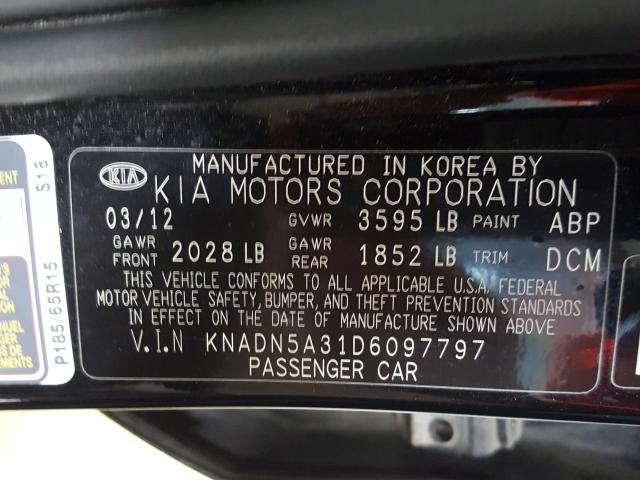 MANUFACTURED IN KOREA BY
KIA
KIA MOTORS CORPORATION
03/12 GVWR 3595 LB PAINT ABP
GAWR FRONT 2028 LB GAWR REAR 1852 LB TRIM DCM
THIS VEHICLE CONFORMS TO ALL APPLICABLE U.S.A. FEDERAL
MOTOR VEHICLE SAFETY, BUMPER, AND THEFT PREVENTION STANDARDS
IN EFFECT ON THE DATE OF MANUFACTURE SHOWN ABOVE
V.I.N KNADN5A31D6097797
PASSENGER CAR
S18
P185/65R15